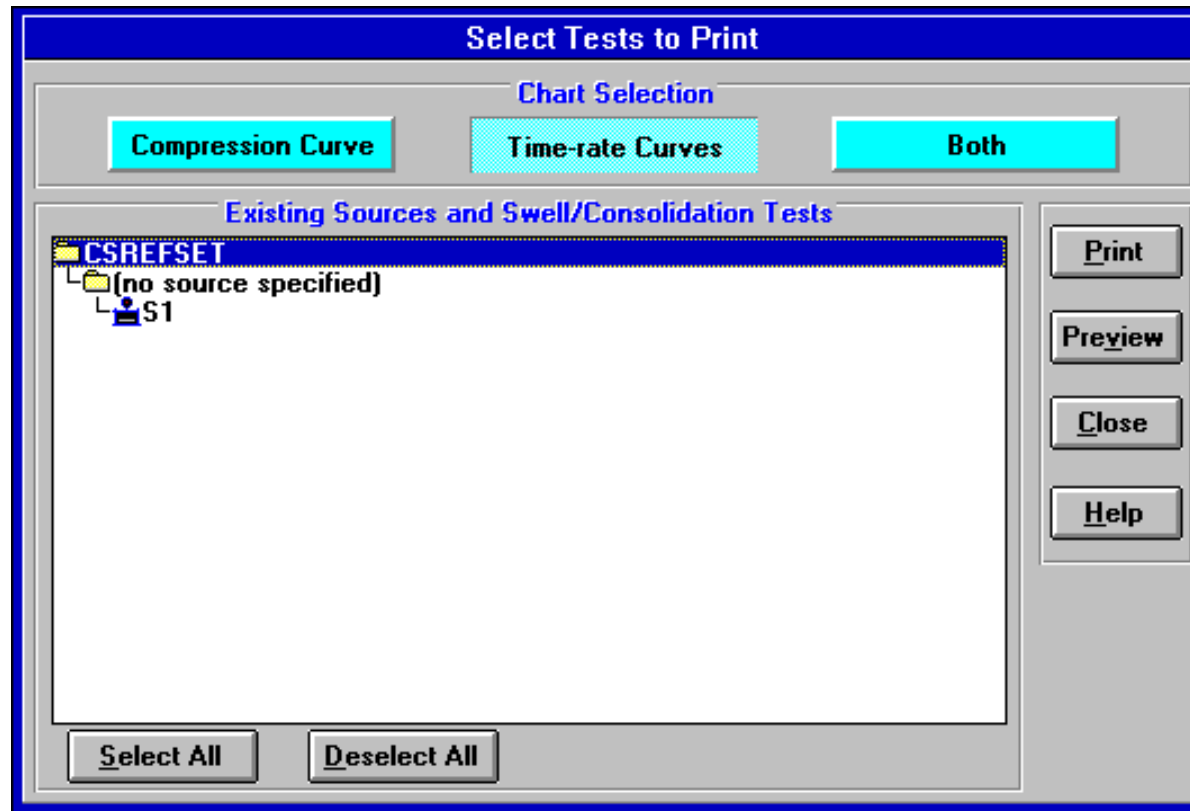 Select Tests to Print
Chart Selection
Compression Curve
Time-rate Curves
Both
Existing Sources and Swell/Consolidation Tests
CSREFSET
(no source specified)
S1
Print
Preview
Close
Help
Select All
Deselect All